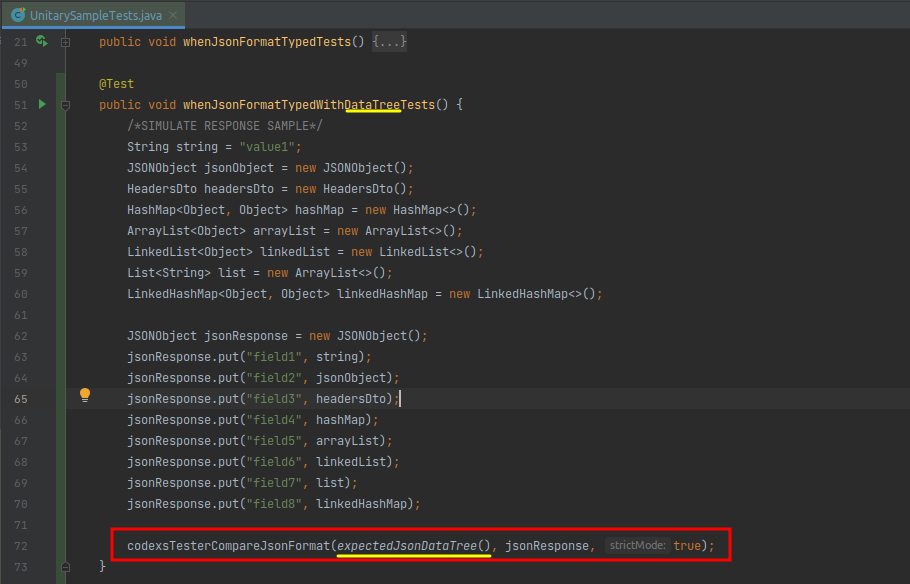 UnitarySampleTests.java ×
21 public void whenJsonFormatTypedTests() {...}
49
50 @Test
51 public void whenJsonFormatTypedWithDataTreeTests() {
52 /*SIMULATE RESPONSE SAMPLE*/
53 String string = "value1";
54 JSONObject jsonObject = new JSONObject();
55 HeadersDto headersDto = new HeadersDto();
56 HashMap<Object, Object> hashMap = new HashMap<>();
57 ArrayList<Object> arrayList = new ArrayList<>();
58 LinkedList<Object> linkedList = new LinkedList<>();
59 List<String> list = new ArrayList<>();
60 LinkedHashMap<Object, Object> linkedHashMap = new LinkedHashMap<>();
61
62 JSONObject jsonResponse = new JSONObject();
63 jsonResponse.put("field1", string);
64 jsonResponse.put("field2", jsonObject);
65 jsonResponse.put("field3", headersDto);
66 jsonResponse.put("field4", hashMap);
67 jsonResponse.put("field5", arrayList);
68 jsonResponse.put("field6", linkedList);
69 jsonResponse.put("field7", list);
70 jsonResponse.put("field8", linkedHashMap);
71
72 codexsTesterCompareJsonFormat(expectedJsonDataTree(), jsonResponse, strictMode: true);
73 }